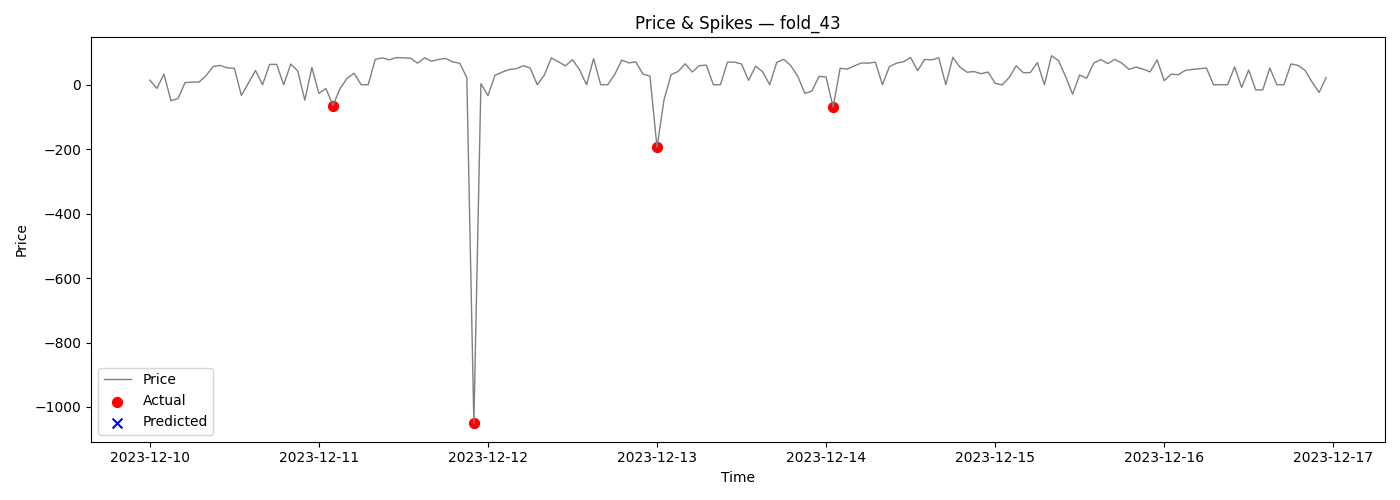 Price & Spikes — fold_43
Price
0
−200
−400
−600
−800
−1000
Price
Actual
Predicted
2023-12-10
2023-12-11
2023-12-12
2023-12-13
2023-12-14
2023-12-15
2023-12-16
2023-12-17
Time